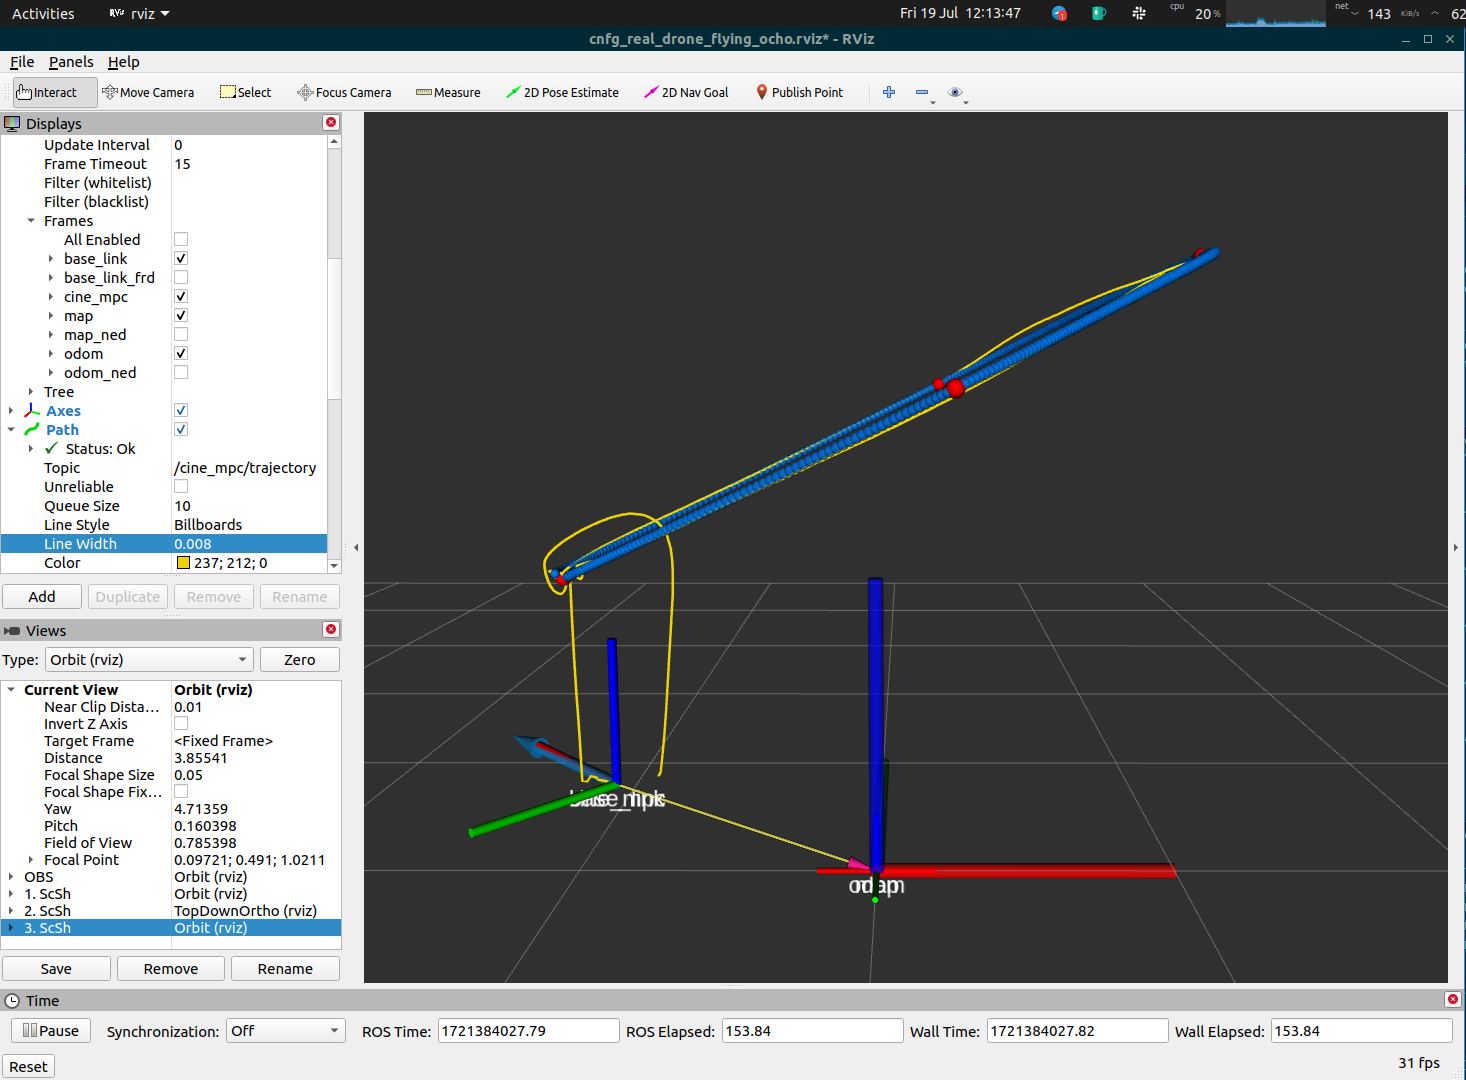 Activities rviz Fri 19 Jul 12:13:47 cpu 20% net 143 KiB/s 62
cnfg_real_drone_flying_ocho.rviz* - RViz
File Panels Help
Interact Move Camera Select Focus Camera Measure 2D Pose Estimate 2D Nav Goal Publish Point
Displays
Update Interval 0
Frame Timeout 15
Filter (whitelist)
Filter (blacklist)
Frames
All Enabled
base_link
base_link_frd
cine_mpc
map
map_ned
odom
odom_ned
Tree
Axes
Path
Status: Ok
Topic /cine_mpc/trajectory
Unreliable
Queue Size 10
Line Style Billboards
Line Width 0.008
Color 237; 212; 0
Add Duplicate Remove Rename
Views
Type: Orbit (rviz) Zero
Current View Orbit (rviz)
Near Clip Dista... 0.01
Invert Z Axis
Target Frame <Fixed Frame>
Distance 3.85541
Focal Shape Size 0.05
Focal Shape Fix...
Yaw 4.71359
Pitch 0.160398
Field of View 0.785398
Focal Point 0.09721; 0.491; 1.0211
OBS Orbit (rviz)
1. ScSh Orbit (rviz)
2. ScSh TopDownOrtho (rviz)
3. ScSh Orbit (rviz)
Save Remove Rename
Time
Pause Synchronization: Off ROS Time: 1721384027.79 ROS Elapsed: 153.84 Wall Time: 1721384027.82 Wall Elapsed: 153.84
Reset 31 fps